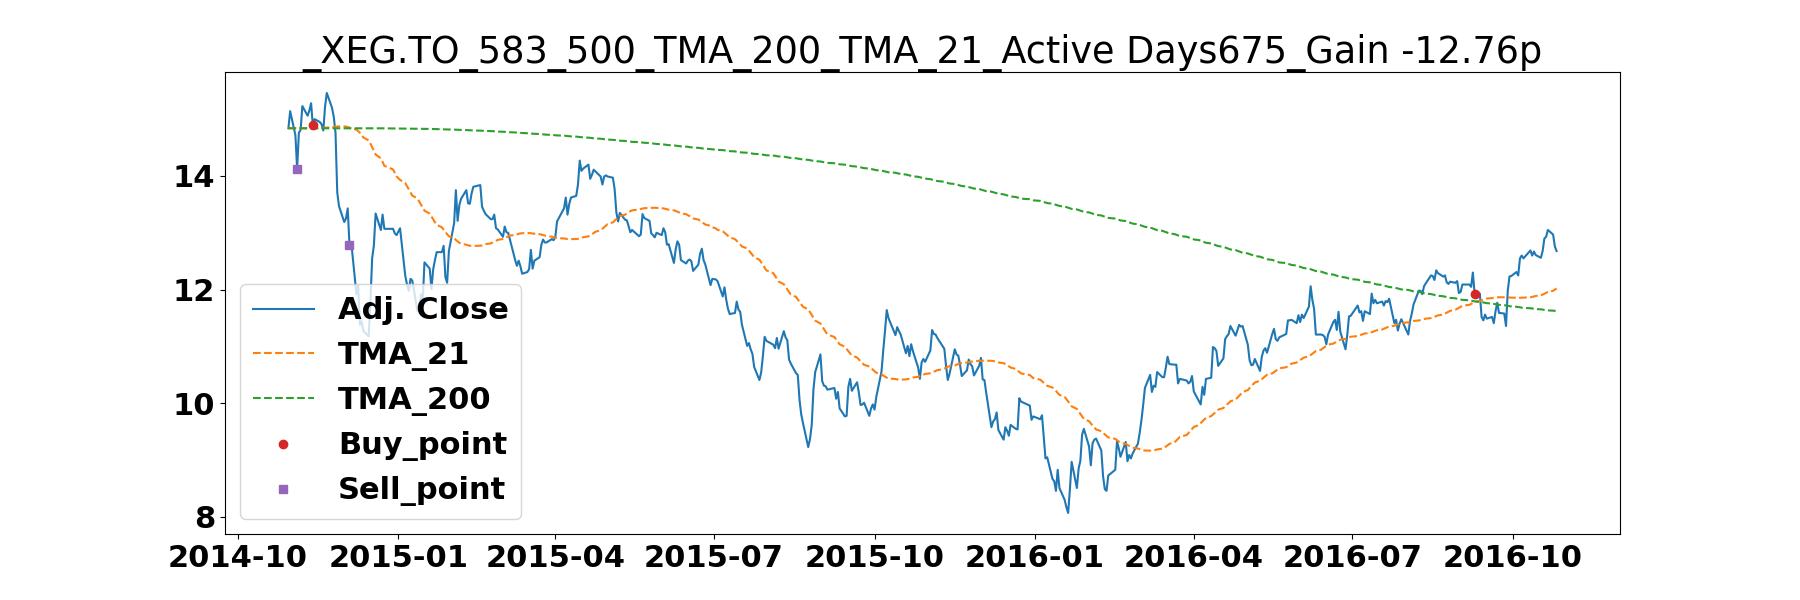 _XEG.TO_583_500_TMA_200_TMA_21_Active Days675_Gain -12.76p
14
12
10
8
Adj. Close
TMA_21
TMA_200
Buy_point
Sell_point
2014-10 2015-01 2015-04 2015-07 2015-10 2016-01 2016-04 2016-07 2016-10